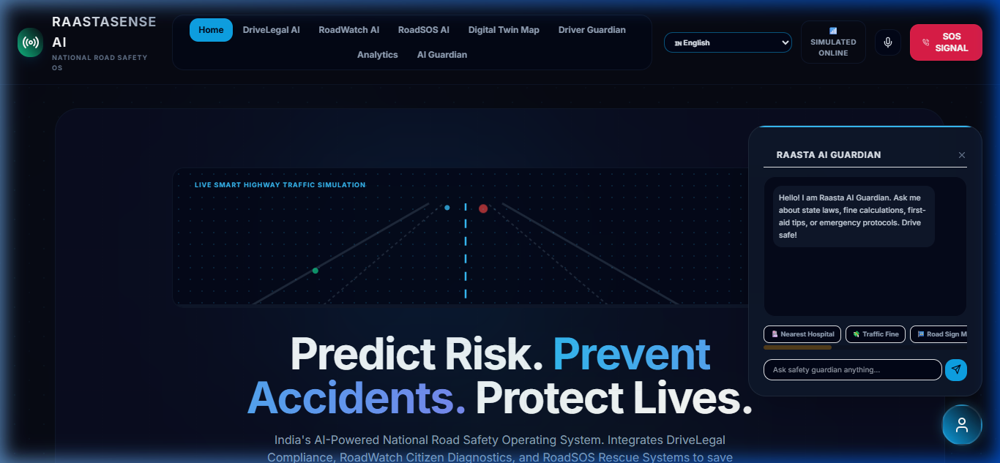 RAASTASENSE
AI
NATIONAL ROAD SAFETY
OS
Home
DriveLegal AI
RoadWatch AI
RoadSOS AI
Digital Twin Map
Driver Guardian
Analytics
AI Guardian
IN English
SIMULATED
ONLINE
SOS
SIGNAL
LIVE SMART HIGHWAY TRAFFIC SIMULATION
RAASTA AI GUARDIAN
Hello! I am Raasta AI Guardian. Ask me
about state laws, fine calculations, first-
aid tips, or emergency protocols. Drive
safe!
Nearest Hospital
Traffic Fine
Road Sign M
Ask safety guardian anything...
Predict Risk. Prevent
Accidents. Protect Lives.
India's AI-Powered National Road Safety Operating System. Integrates DriveLegal
Compliance, RoadWatch Citizen Diagnostics, and RoadSOS Rescue Systems to save